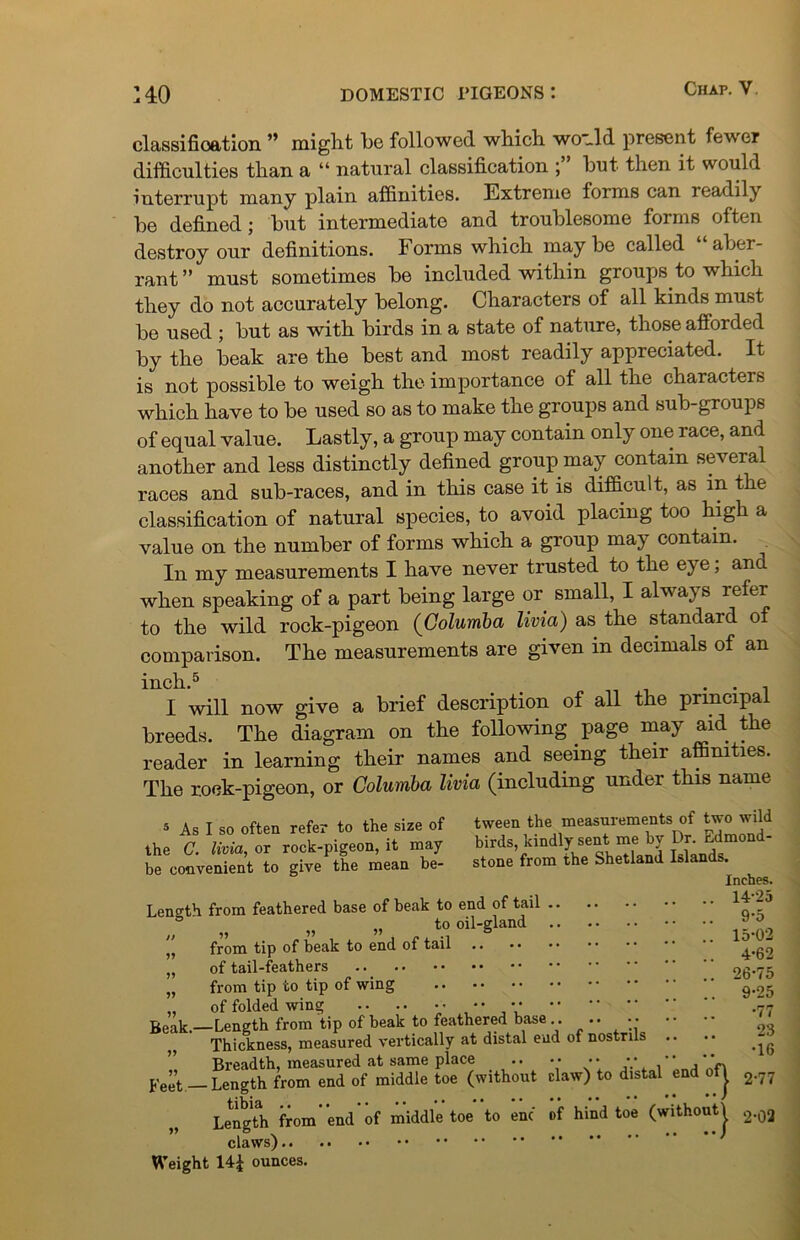 :40 DOMESTIC PIGEONS: Chap. V.
classification ” might be followed which wo-ld present fewer
difficulties than a “ natural classification ;” but then it would
interrupt many plain affinities. Extreme forms can readily
be defined; but intermediate and troublesome forms often
destroy our definitions. Forms which may be called “ aber-
rant” must sometimes be included within groups to which
they do not accurately belong. Characters of all kinds must
be used ; but as with birds in a state of nature, those afforded
by the beak are the best and most readily appreciated. It
is not possible to weigh the importance of all the characters
which have to be used so as to make the groups and sub-groups
of equal value. Lastly, a group may contain only one race, and
another and less distinctly defined group may contain several
races and sub-races, and in this case it is difficult, as in the
classification of natural species, to avoid placing too high a
value on the number of forms which a group may contain.
In my measurements I have never trusted to the eye; and
when speaking of a part being large or small, I always refer
to the wild rock-pigeon (Columba livia) as the standard of
comparison. The measurements are given in decimals of an
inch.⁵
I will now give a brief description of all the principal
breeds. The diagram on the following page may aid the
reader in learning their names and seeing their affinities.
The rock-pigeon, or Columba livia (including under this name
⁵ As I so often refer to the size of
the C. livia, or rock-pigeon, it may
be convenient to give the mean be-
tween the measurements of two wild
birds, kindly sent me by Dr. Edmond-
stone from the Shetland Islands.
Inches.
Length from feathered base of beak to end of tail .. .. .. .. .. 14·25
„ „ „ „ to oil-gland .. .. .. .. .. 9·5
„ from tip of beak to end of tail .. .. .. .. .. .. .. 15·02
„ of tail-feathers .. .. .. .. .. .. .. .. .. .. 4·62
„ from tip to tip of wing .. .. .. .. .. .. .. .. 26·75
„ of folded wing .. .. .. .. .. .. .. .. .. .. 9·25
Beak.—Length from tip of beak to feathered base .. .. .. .. .. ·77
„ Thickness, measured vertically at distal end of nostrils .. .. ·23
„ Breadth, measured at same place .. .. .. .. .. .. ·16
Feet.—Length from end of middle toe (without claw) to distal end of} 2·77
tibia .. .. .. .. .. .. .. .. .. .. .. ..
„ Length from end of middle toe to enc of hind toe (without} 2·02
claws) .. .. .. .. .. .. .. .. .. .. .. ..
Weight 14½ ounces.